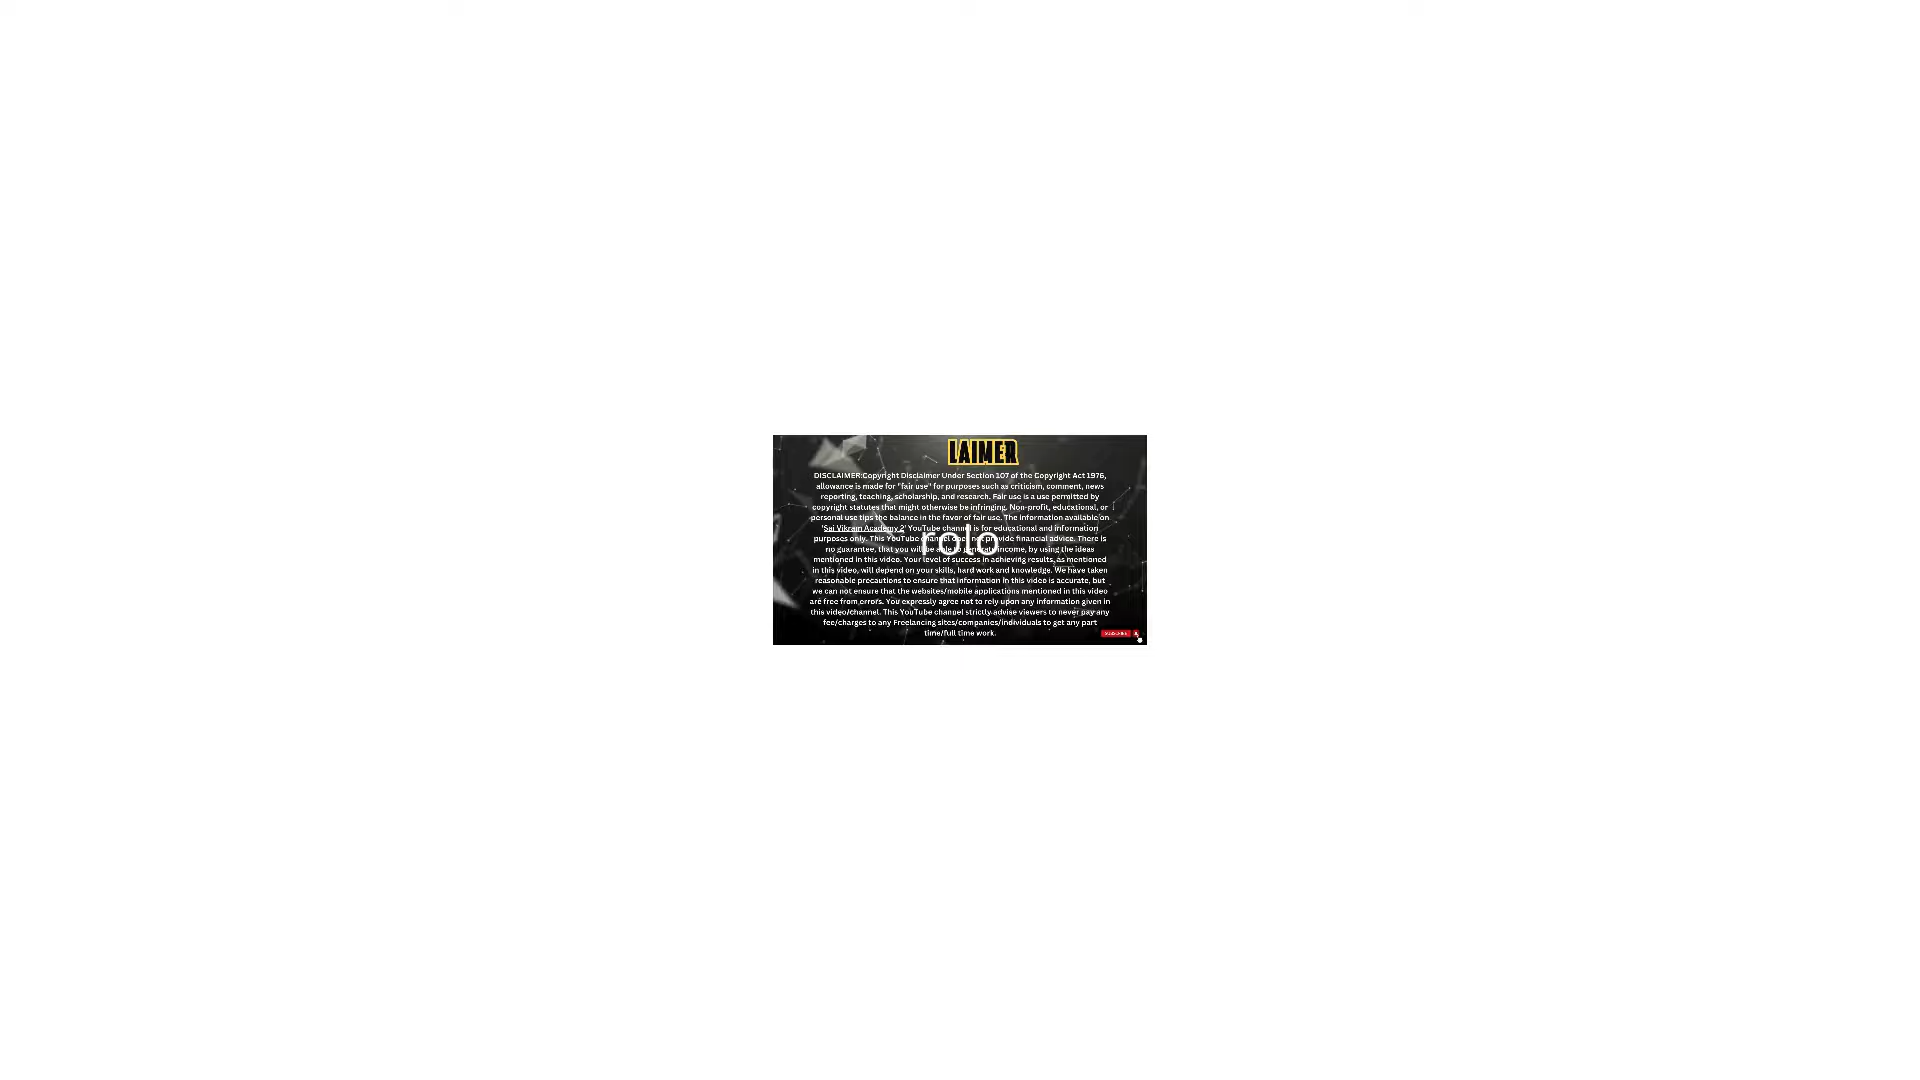 LAIMER
DISCLAIMER:Copyright Disclaimer Under Section 107 of the Copyright Act 1976,
allowance is made for "fair use" for purposes such as criticism, comment, news
reporting, teaching, scholarship, and research. Fair use is a use permitted by
copyright statutes that might otherwise be infringing. Non-profit, educational, or
personal use tips the balance in the favor of fair use. The information available on
'Sai Vikram Academy 2' YouTube channel is for educational and information
purposes only. This YouTube channel does not provide financial advice. There is
rolo
no guarantee, that you will be able to generate income, by using the ideas
mentioned in this video. Your level of success in achieving results, as mentioned
in this video, will depend on your skills, hard work and knowledge. We have taken
reasonable precautions to ensure that information in this video is accurate, but
we can not ensure that the websites/mobile applications mentioned in this video
are free from errors. You expressly agree not to rely upon any information given in
this video/channel. This YouTube channel strictly advise viewers to never pay any
fee/charges to any Freelancing sites/companies/individuals to get any part
time/full time work.
SUBSCRIBE